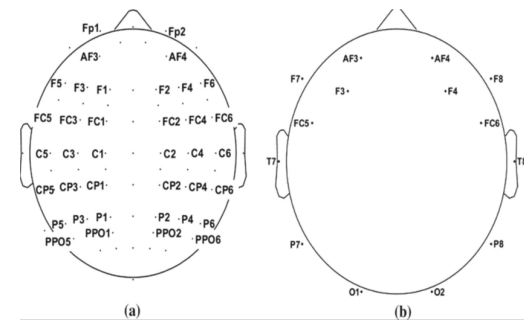 Fp1 Fp2
AF3 AF4
F5 F3 F1 F2 F4 F6
FC5 FC3 FC1 FC2 FC4 FC6
C5 C3 C1 C2 C4 C6
CP5 CP3 CP1 CP2 CP4 CP6
P5 P3 P1 P2 P4 P6
PPO5 PPO1 PPO2 PPO6
(a)
AF3 AF4
F7 F8
F3 F4
FC5 FC6
T7 T8
P7 P8
O1 O2
(b)